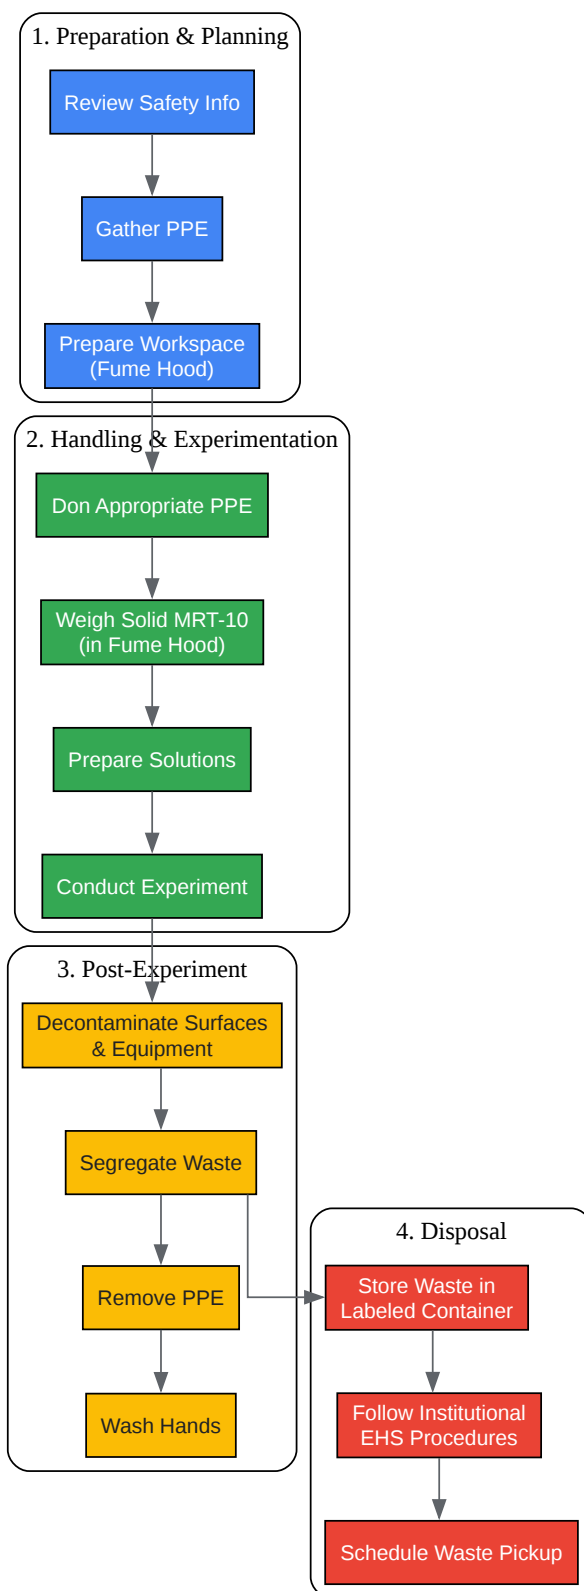 1. Preparation & Planning
Review Safety Info
Gather PPE
Prepare Workspace
(Fume Hood)
2. Handling & Experimentation
Don Appropriate PPE
Weigh Solid MRT-10
(in Fume Hood)
Prepare Solutions
Conduct Experiment
3. Post-Experiment
Decontaminate Surfaces
& Equipment
Segregate Waste
Remove PPE
Wash Hands
4. Disposal
Store Waste in
Labeled Container
Follow Institutional
EHS Procedures
Schedule Waste Pickup